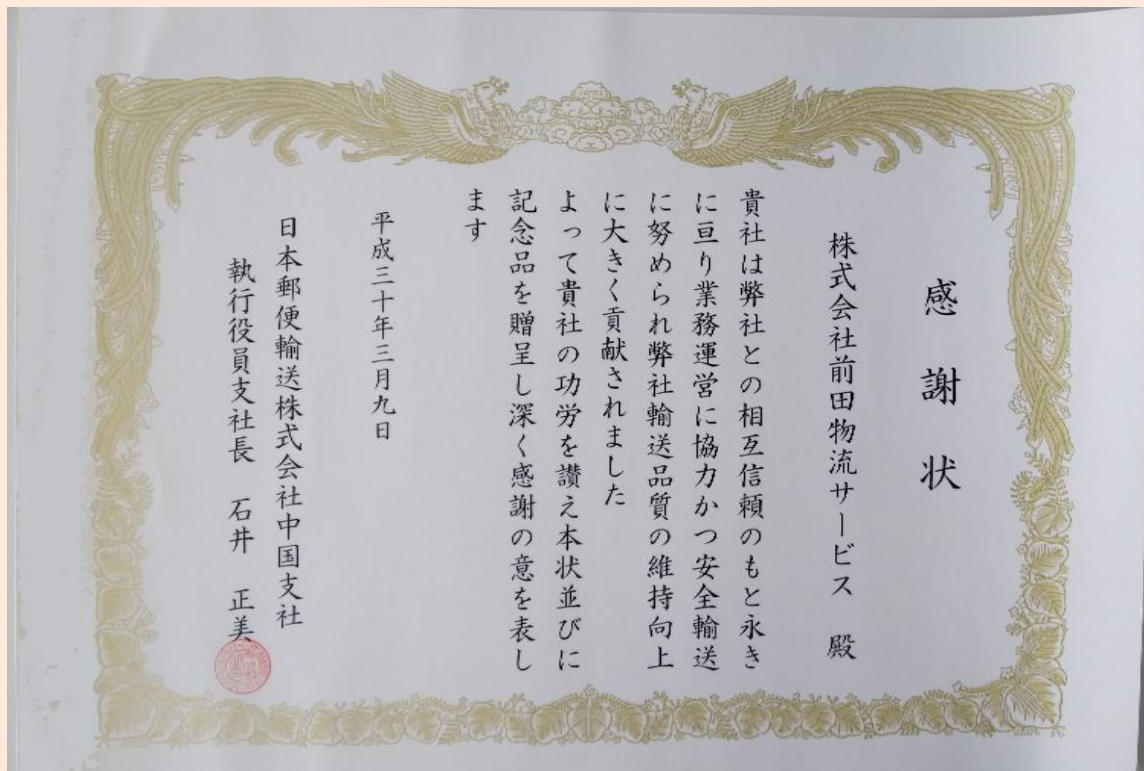 感謝状
株式会社前田物流サービス 殿
貴社は弊社との相互信頼のもと永き
に亘り業務運営に協力かつ安全輸送
に努められ弊社輸送品質の維持向上
に大きく貢献されました
よって貴社の功労を讃え本状並びに
記念品を贈呈し深く感謝の意を表し
ます
平成三十年三月九日
日本郵便輸送株式会社中国支社
執行役員支社長 石井 正美